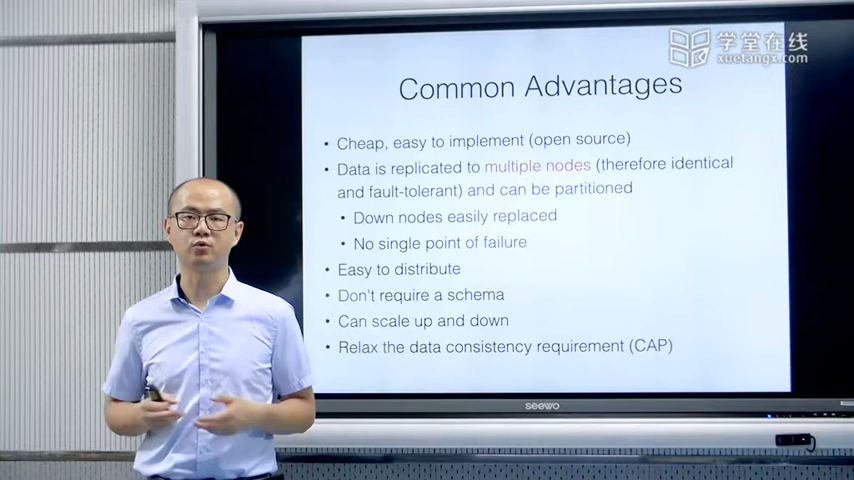 学堂在线
xuetangx.com
Common Advantages
• Cheap, easy to implement (open source)
• Data is replicated to multiple nodes (therefore identical
and fault-tolerant) and can be partitioned
• Down nodes easily replaced
• No single point of failure
• Easy to distribute
• Don't require a schema
• Can scale up and down
• Relax the data consistency requirement (CAP)
seewo